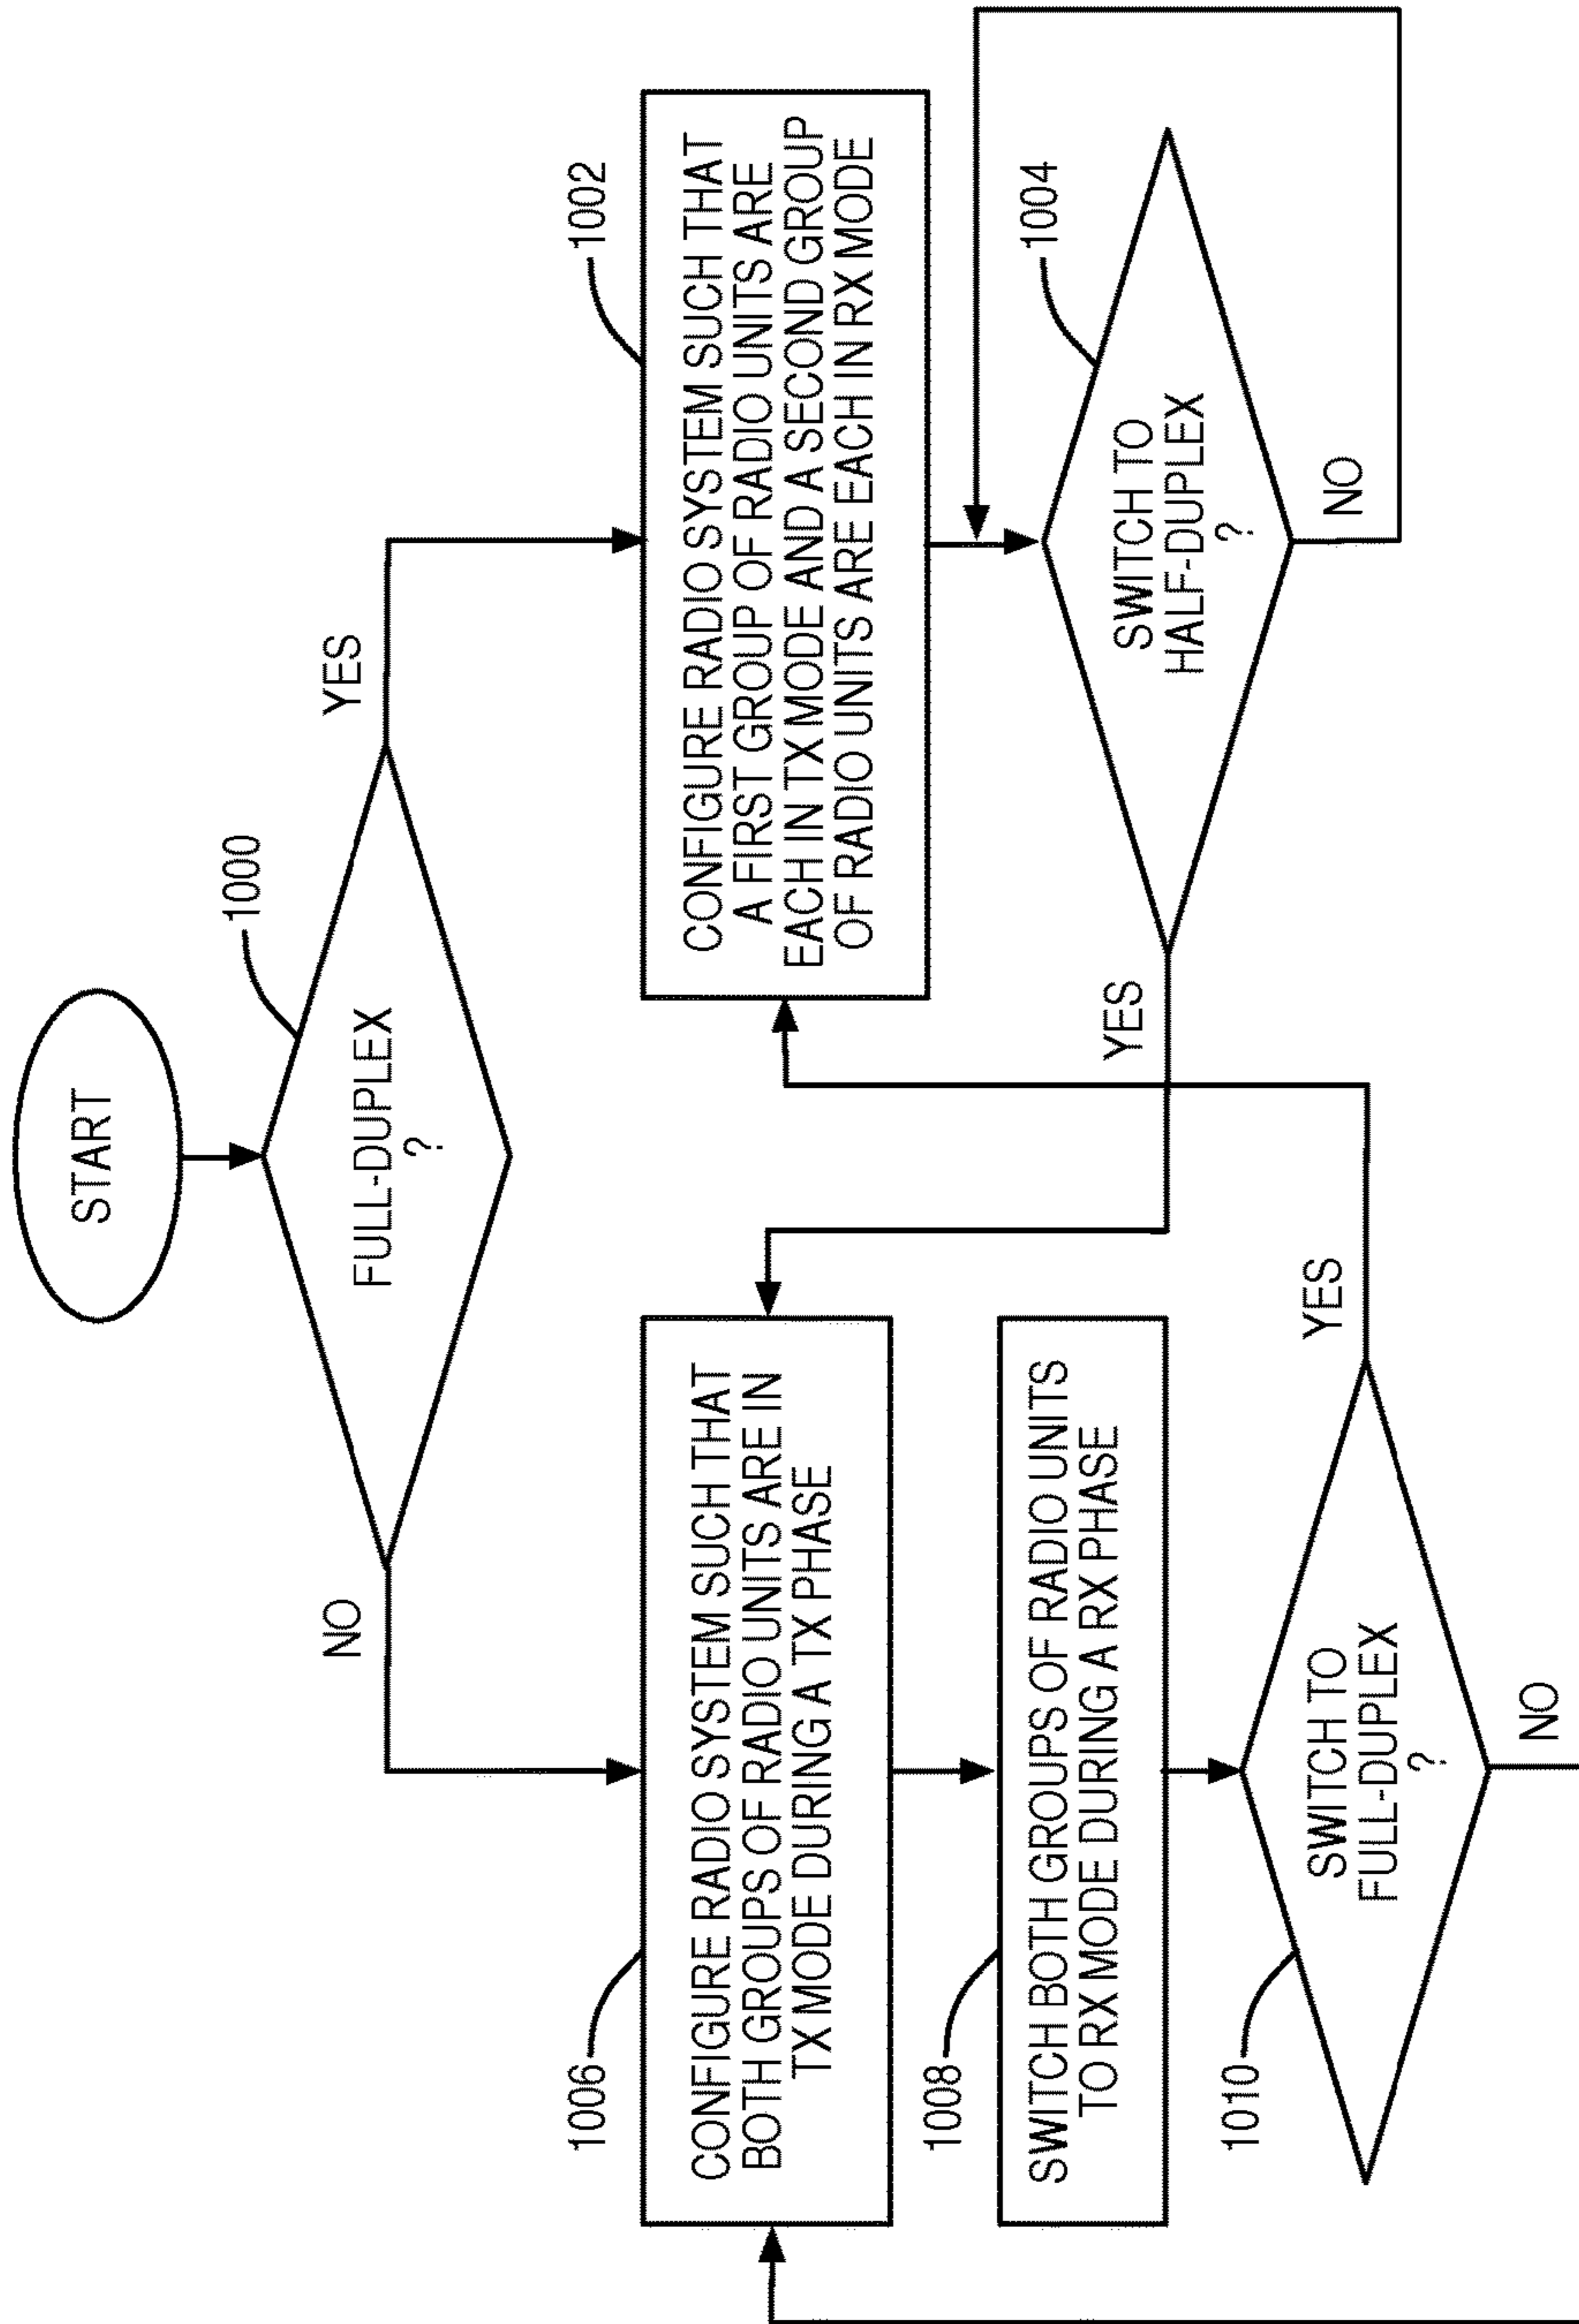 START
1000
FULL-DUPLEX
?
NO
YES
1006
CONFIGURE RADIO SYSTEM SUCH THAT
BOTH GROUPS OF RADIO UNITS ARE IN
TX MODE DURING A TX PHASE
1002
CONFIGURE RADIO SYSTEM SUCH THAT
A FIRST GROUP OF RADIO UNITS ARE
EACH IN TX MODE AND A SECOND GROUP
OF RADIO UNITS ARE EACH IN RX MODE
1008
SWITCH BOTH GROUPS OF RADIO UNITS
TO RX MODE DURING A RX PHASE
YES
1004
SWITCH TO
HALF-DUPLEX
?
NO
1010
SWITCH TO
FULL-DUPLEX
?
YES
NO